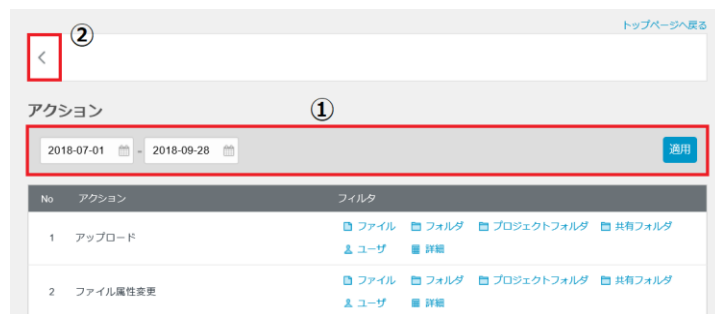 トップページへ戻る
②
<
アクション
①
2018-07-01 - 2018-09-28 適用
No アクション フィルタ
1 アップロード ファイル フォルダ プロジェクトフォルダ 共有フォルダ
ユーザ 詳細
2 ファイル属性変更 ファイル フォルダ プロジェクトフォルダ 共有フォルダ
ユーザ 詳細